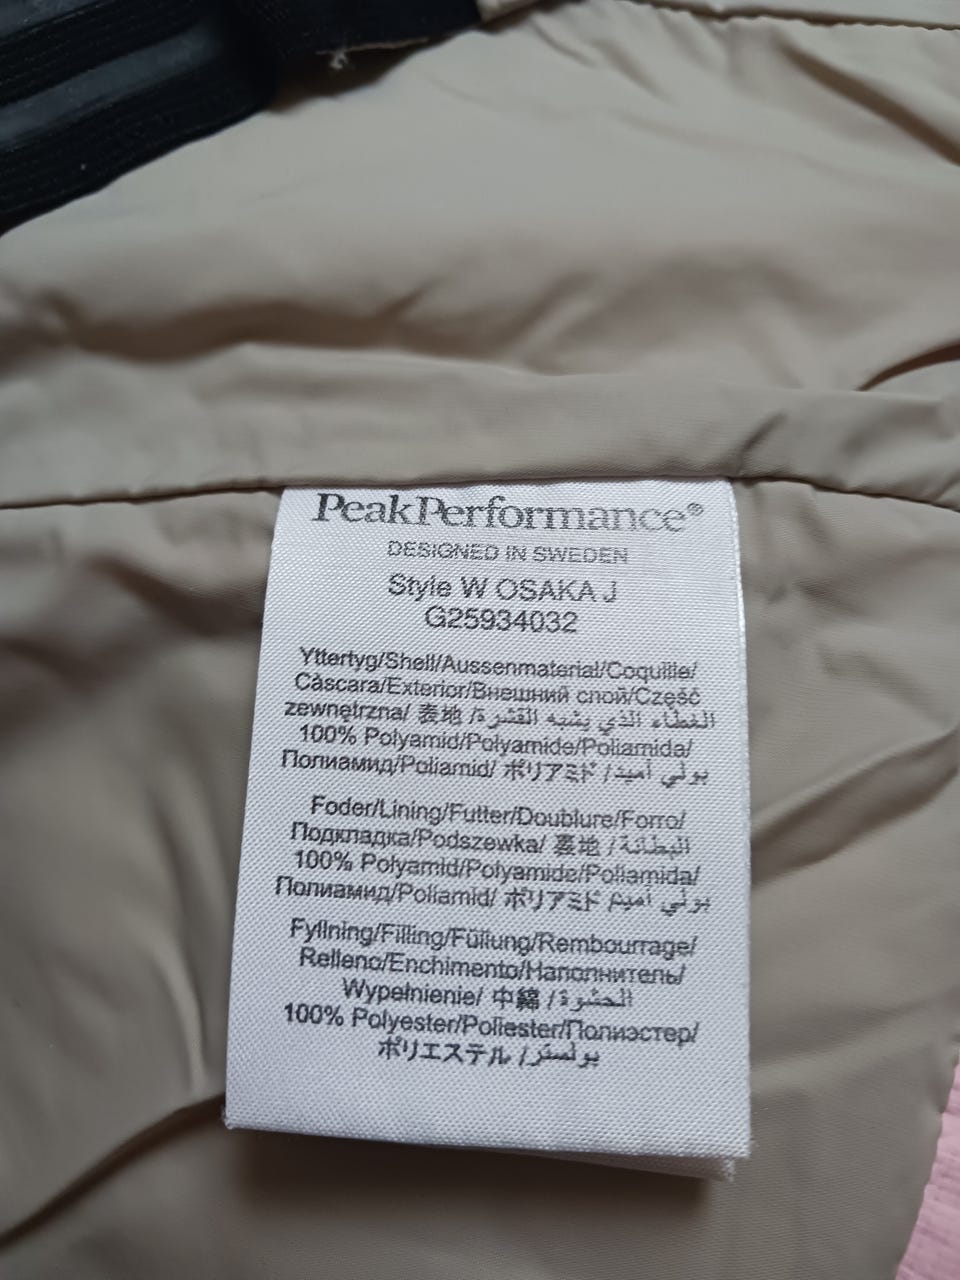 PeakPerformance®
DESIGNED IN SWEDEN
Style W OSAKA J
G25934032
Yttertyg/Shell/Aussenmaterial/Coquille/
Càscara/Exterior/Внешний слой/Część
zewnętrzna/ 表地 /الغطاء الذي يشبه القشرة
100% Polyamid/Polyamide/Poliamida/
Полиамид/Poliamid/ ポリアミド /بولي أميد
Foder/Lining/Futter/Doublure/Forro/
Подкладка/Podszewka/ 裏地 /البطانة
100% Polyamid/Polyamide/Poliamida/
Полиамид/Poliamid/ ポリアミド /بولي أميد
Fyllning/Filling/Füllung/Rembourrage/
Relleno/Enchimento/Наполнитель/
Wypełnienie/ 中綿 /الحشوة
100% Polyester/Poliester/Полиэстер/
ポリエステル /بولستر